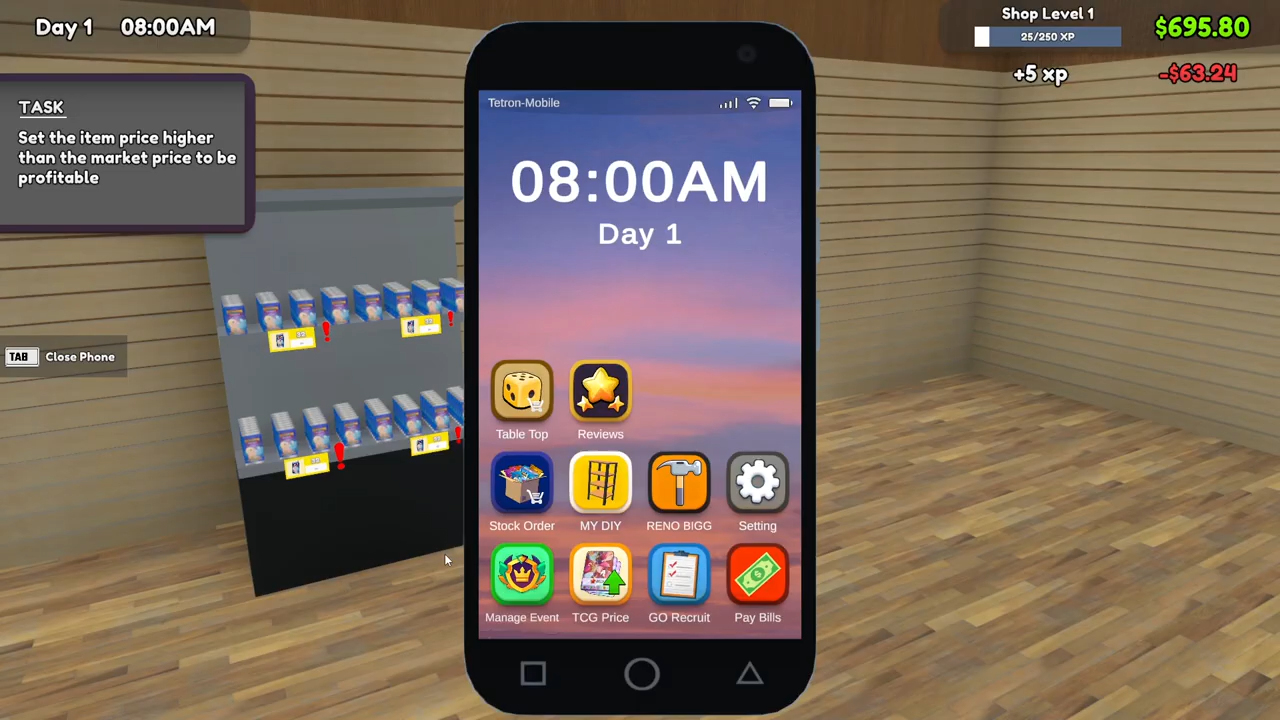 Day 1 08:00AM
Shop Level 1
25/250 XP
$695.80
+5 xp
-$63.24
TASK
Set the item price higher
than the market price to be
profitable
TAB Close Phone
Tetron-Mobile
08:00AM
Day 1
Table Top Reviews
Stock Order MY DIY RENO BIGG Setting
Manage Event TCG Price GO Recruit Pay Bills